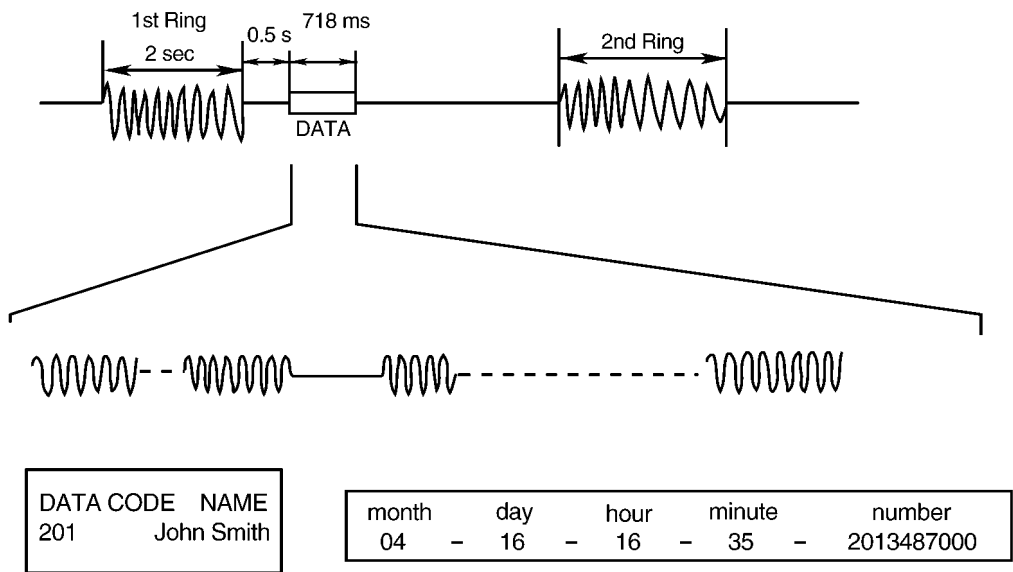 1st Ring
718 ms
0.5 s
2nd Ring
2 sec
DATA
DATA CODE NAME
201 John Smith
month day hour minute number
04 – 16 – 16 – 35 – 2013487000